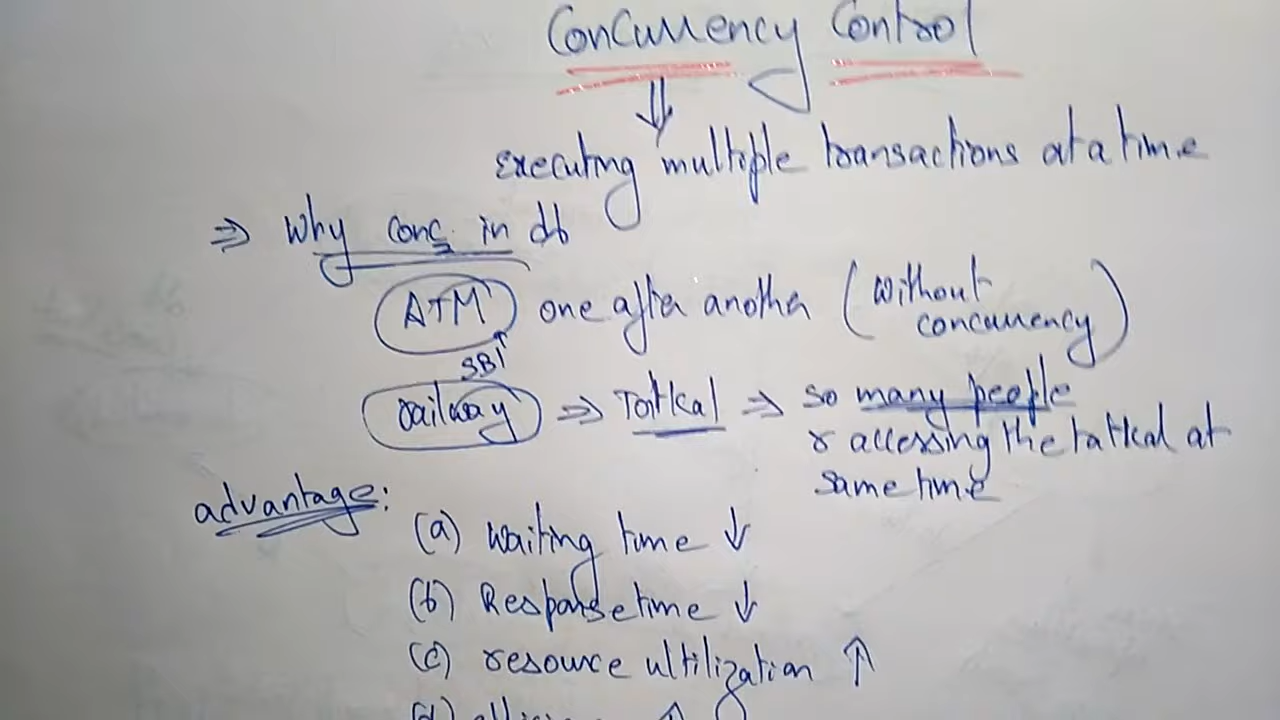 Concurrency Control
⇓
executing multiple transactions at a time
⇒ Why conc in db
ATM one after another (Without concurrency)
SBI ↑
railway ⇒ Tatkal ⇒ so many people
r accessing the tatkal at
same time
advantage:
(a) waiting time ↓
(b) Response time ↓
(c) resource ultilization ↑
(d) ↑